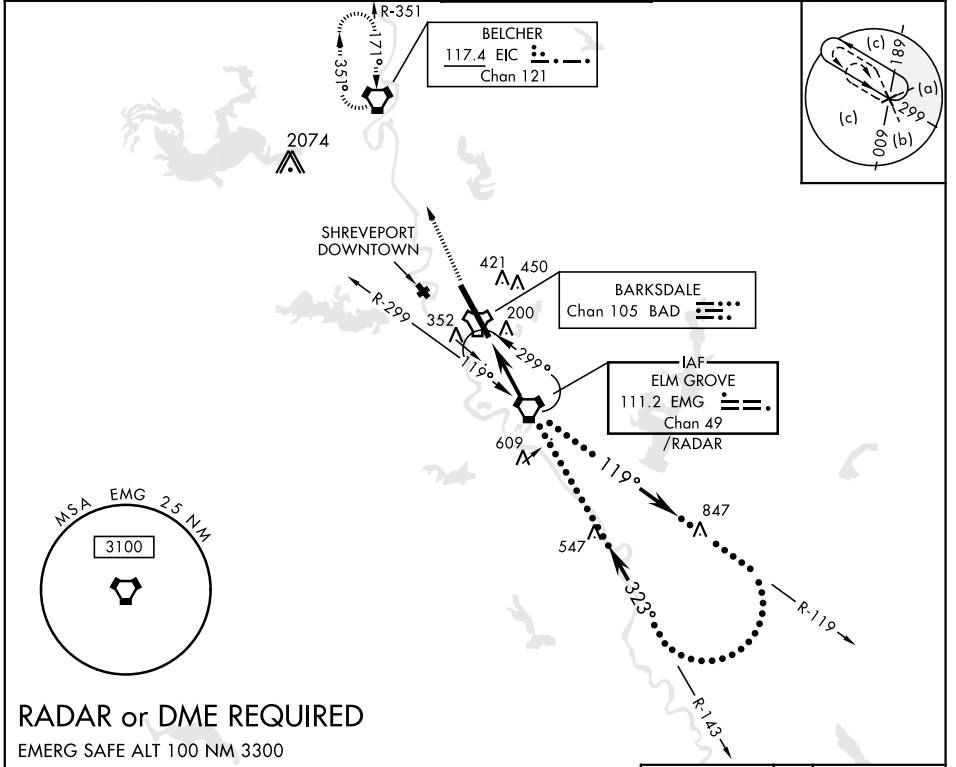 R-351
171°
351°
BELCHER
117.4 EIC
Chan 121
(c)
189
(a)
299
(c)
(b)
009
2074
SHREVEPORT
DOWNTOWN
421
450
BARKSDALE
Chan 105 BAD
R-299
352
200
119°
299°
IAF
ELM GROVE
111.2 EMG
Chan 49
/RADAR
609
119°
847
547
323°
R-119
R-143
MSA EMG 25 NM
3100
RADAR or DME REQUIRED
EMERG SAFE ALT 100 NM 3300